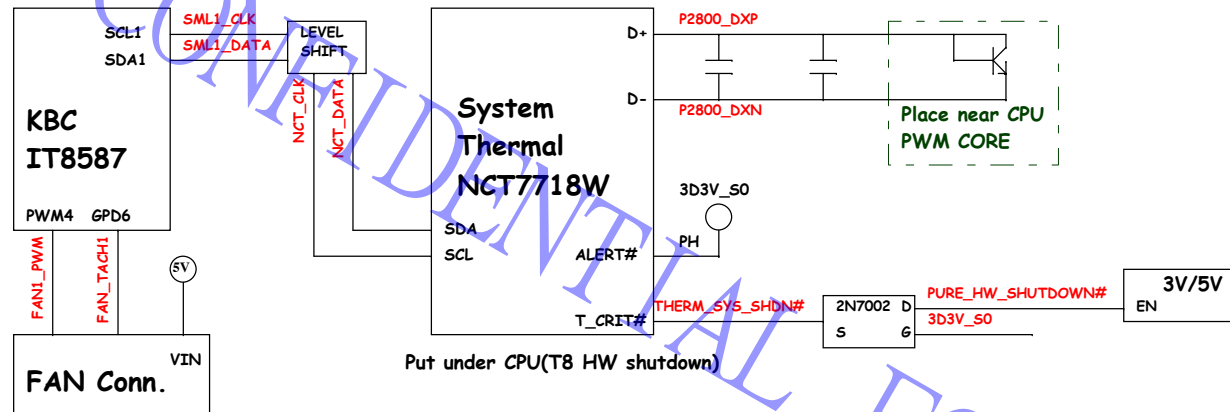 SCL1
SDA1
SML1_CLK
SML1_DATA
LEVEL
SHIFT
KBC
IT8587
PWM4 GPD6
FAN1_PWM
FAN_TACH1
5V
VIN
FAN Conn.
NCT_CLK
NCT_DATA
System
Thermal
NCT7718W
D+
D-
SDA
SCL
ALERT#
T_CRIT#
P2800_DXP
P2800_DXN
Place near CPU
PWM CORE
3D3V_S0
PH
THERM_SYS_SHDN#
2N7002 D
S G
PURE_HW_SHUTDOWN#
3D3V_S0
3V/5V
EN
Put under CPU(T8 HW shutdown)
CONFIDENTIAL